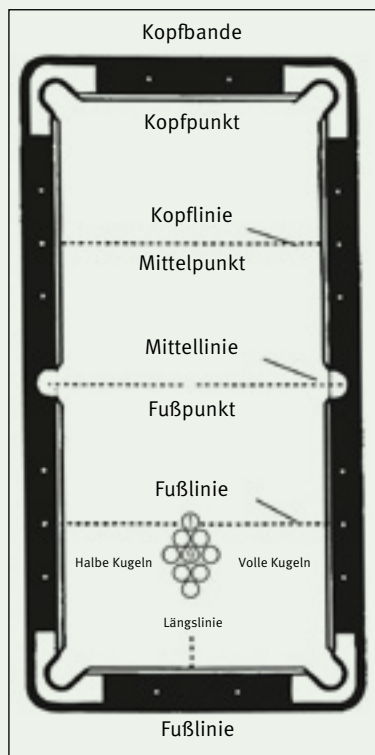 Kopfbande
Kopfpunkt
Kopflinie
Mittelpunkt
Mittellinie
Fußpunkt
Fußlinie
Halbe Kugeln
Volle Kugeln
Längslinie
Fußlinie